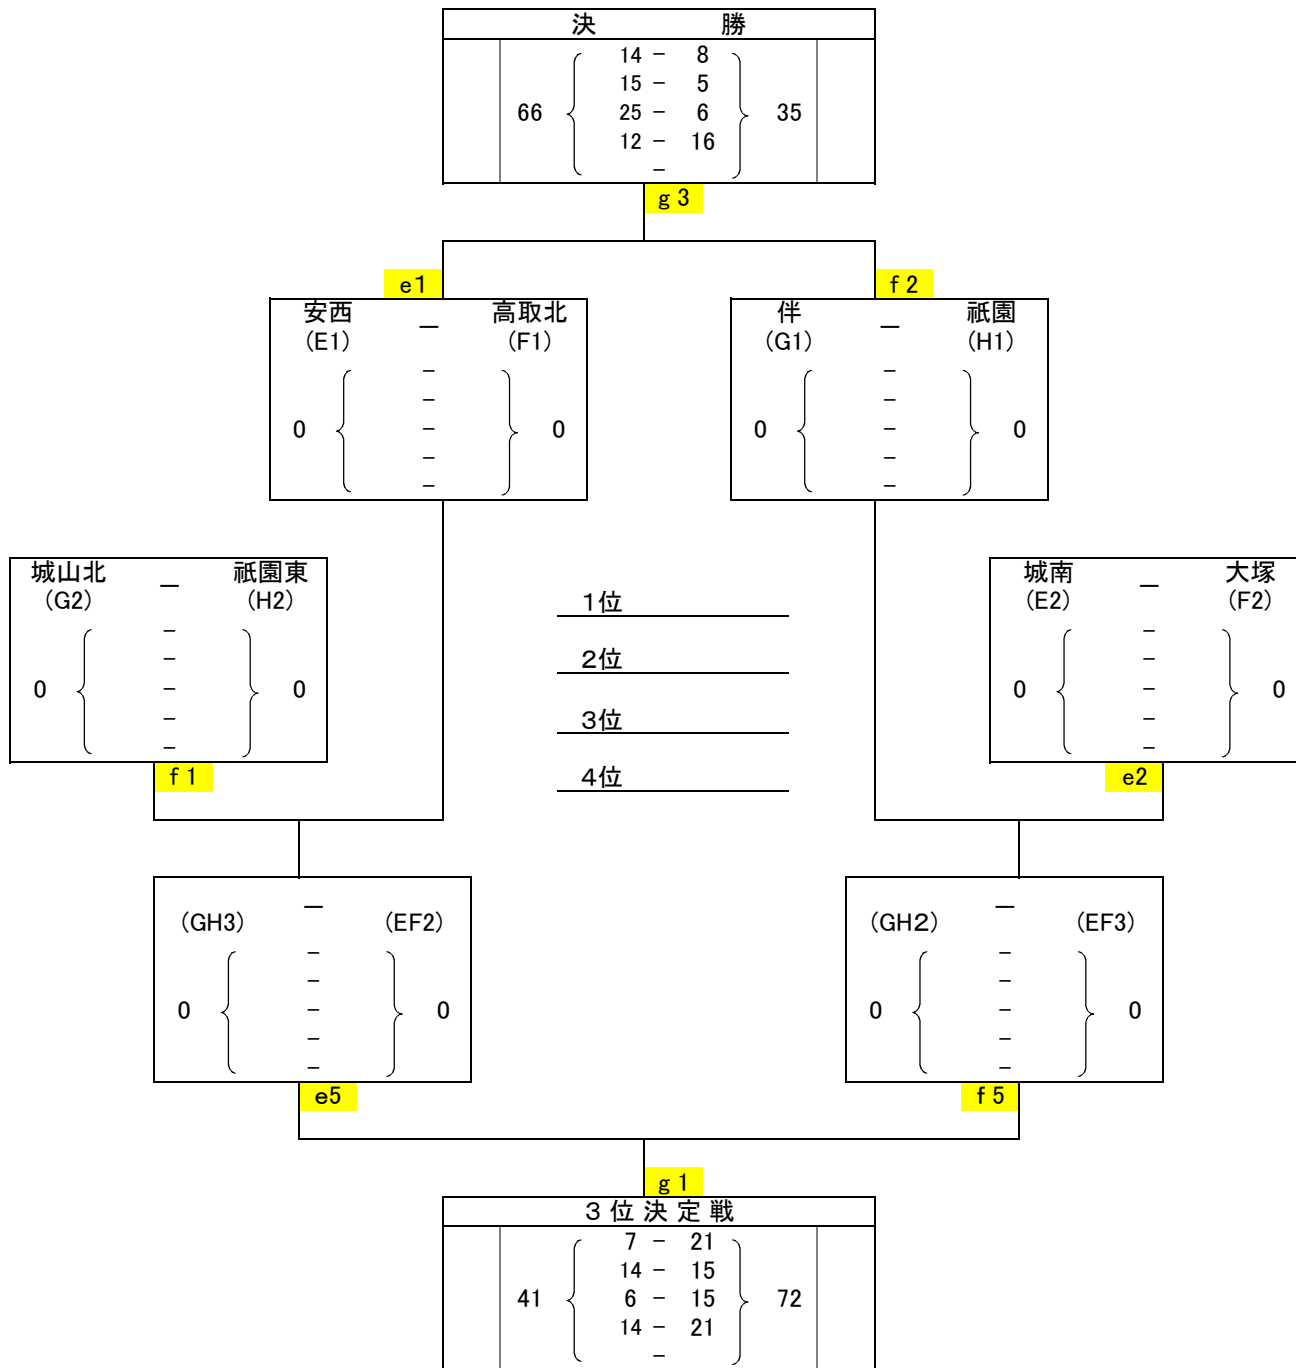 決 勝
14 － 8
15 － 5
66 25 － 6 35
12 － 16
－
g 3
e1 f 2
安西 － 高取北
(E1) (F1)
－
－
0 － 0
－
－
伴 － 祇園
(G1) (H1)
－
－
0 － 0
－
－
城山北 － 祇園東
(G2) (H2)
－
－
0 － 0
－
－
f 1
1位
2位
3位
4位
城南 － 大塚
(E2) (F2)
－
－
0 － 0
－
－
e2
－
(GH3) (EF2)
－
－
0 － 0
－
－
e5
－
(GH2) (EF3)
－
－
0 － 0
－
－
f 5
g 1
3 位 決 定 戦
7 － 21
14 － 15
41 6 － 15 72
14 － 21
－